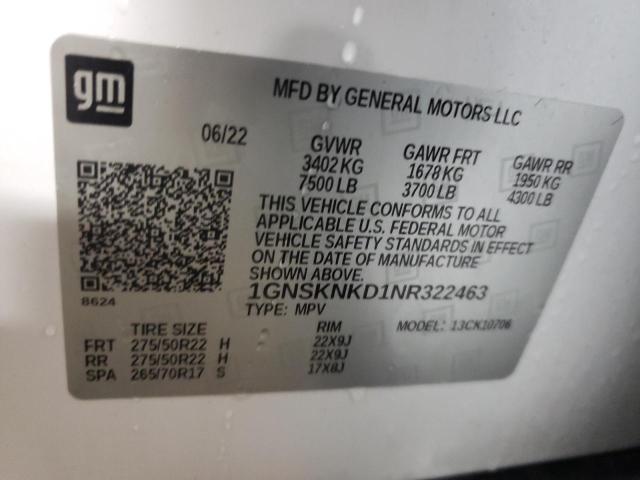 gm
MFD BY GENERAL MOTORS LLC
06/22
GVWR GAWR FRT GAWR RR
3402 KG 1678 KG 1950 KG
7500 LB 3700 LB 4300 LB
THIS VEHICLE CONFORMS TO ALL
APPLICABLE U.S. FEDERAL MOTOR
VEHICLE SAFETY STANDARDS IN EFFECT
ON THE DATE OF MANUFACTURE
SHOWN ABOVE.
8624
1GNSKNKD1NR322463
TYPE: MPV MODEL: 13CK10706
TIRE SIZE RIM
FRT 275/50R22 H 22X9J
RR 275/50R22 H 22X9J
SPA 265/70R17 S 17X8J